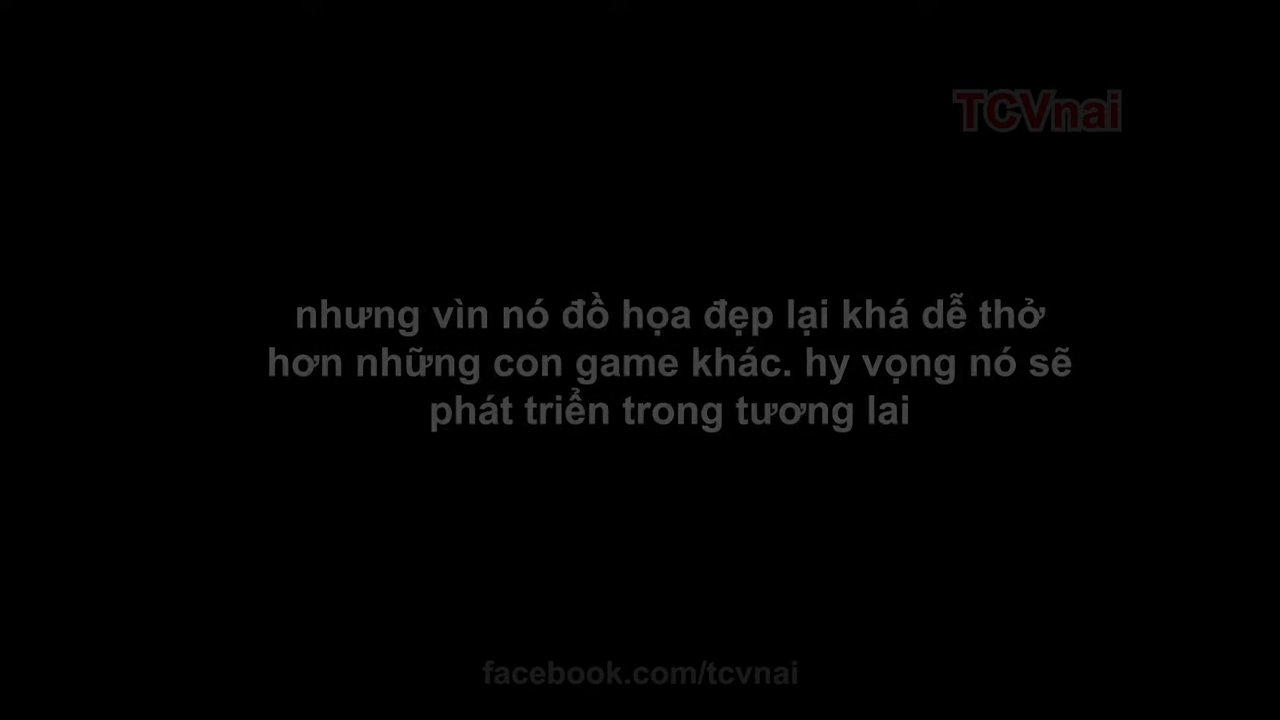 TCVnai
nhưng vìn nó đồ họa đẹp lại khá dễ thở
hơn những con game khác. hy vọng nó sẽ
phát triển trong tương lai
facebook.com/tcvnai